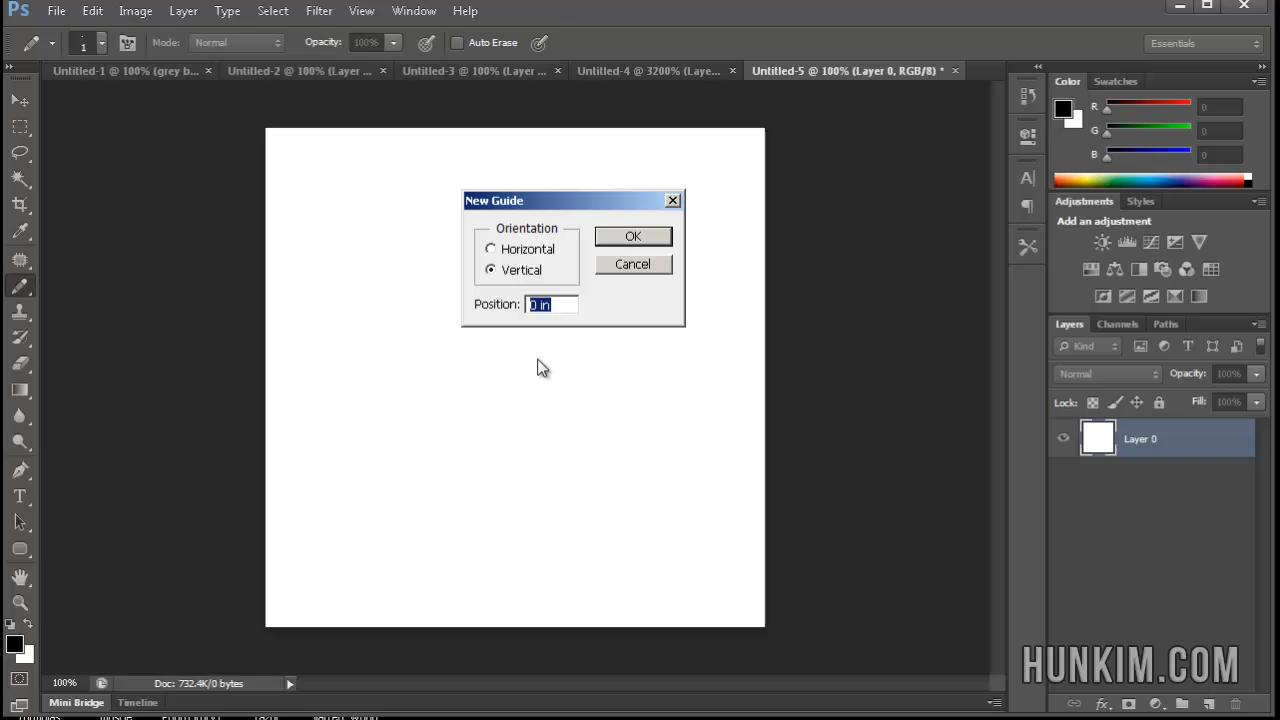 Ps File Edit Image Layer Type Select Filter View Window Help
1 Mode: Normal Opacity: 100% Auto Erase Essentials
Untitled-1 @ 100% (grey b... × Untitled-2 @ 100% (Layer ... × Untitled-3 @ 100% (Layer ... × Untitled-4 @ 3200% (Laye... × Untitled-5 @ 100% (Layer 0, RGB/8) * ×
Color Swatches
R 0
G 0
B 0
Adjustments Styles
Add an adjustment
New Guide
Orientation
Horizontal
Vertical
OK
Cancel
Position: 0 in
Layers Channels Paths
Kind
Normal Opacity: 100%
Lock: Fill: 100%
Layer 0
HUNKIM.COM
100% Doc: 732.4K/0 bytes
Mini Bridge Timeline